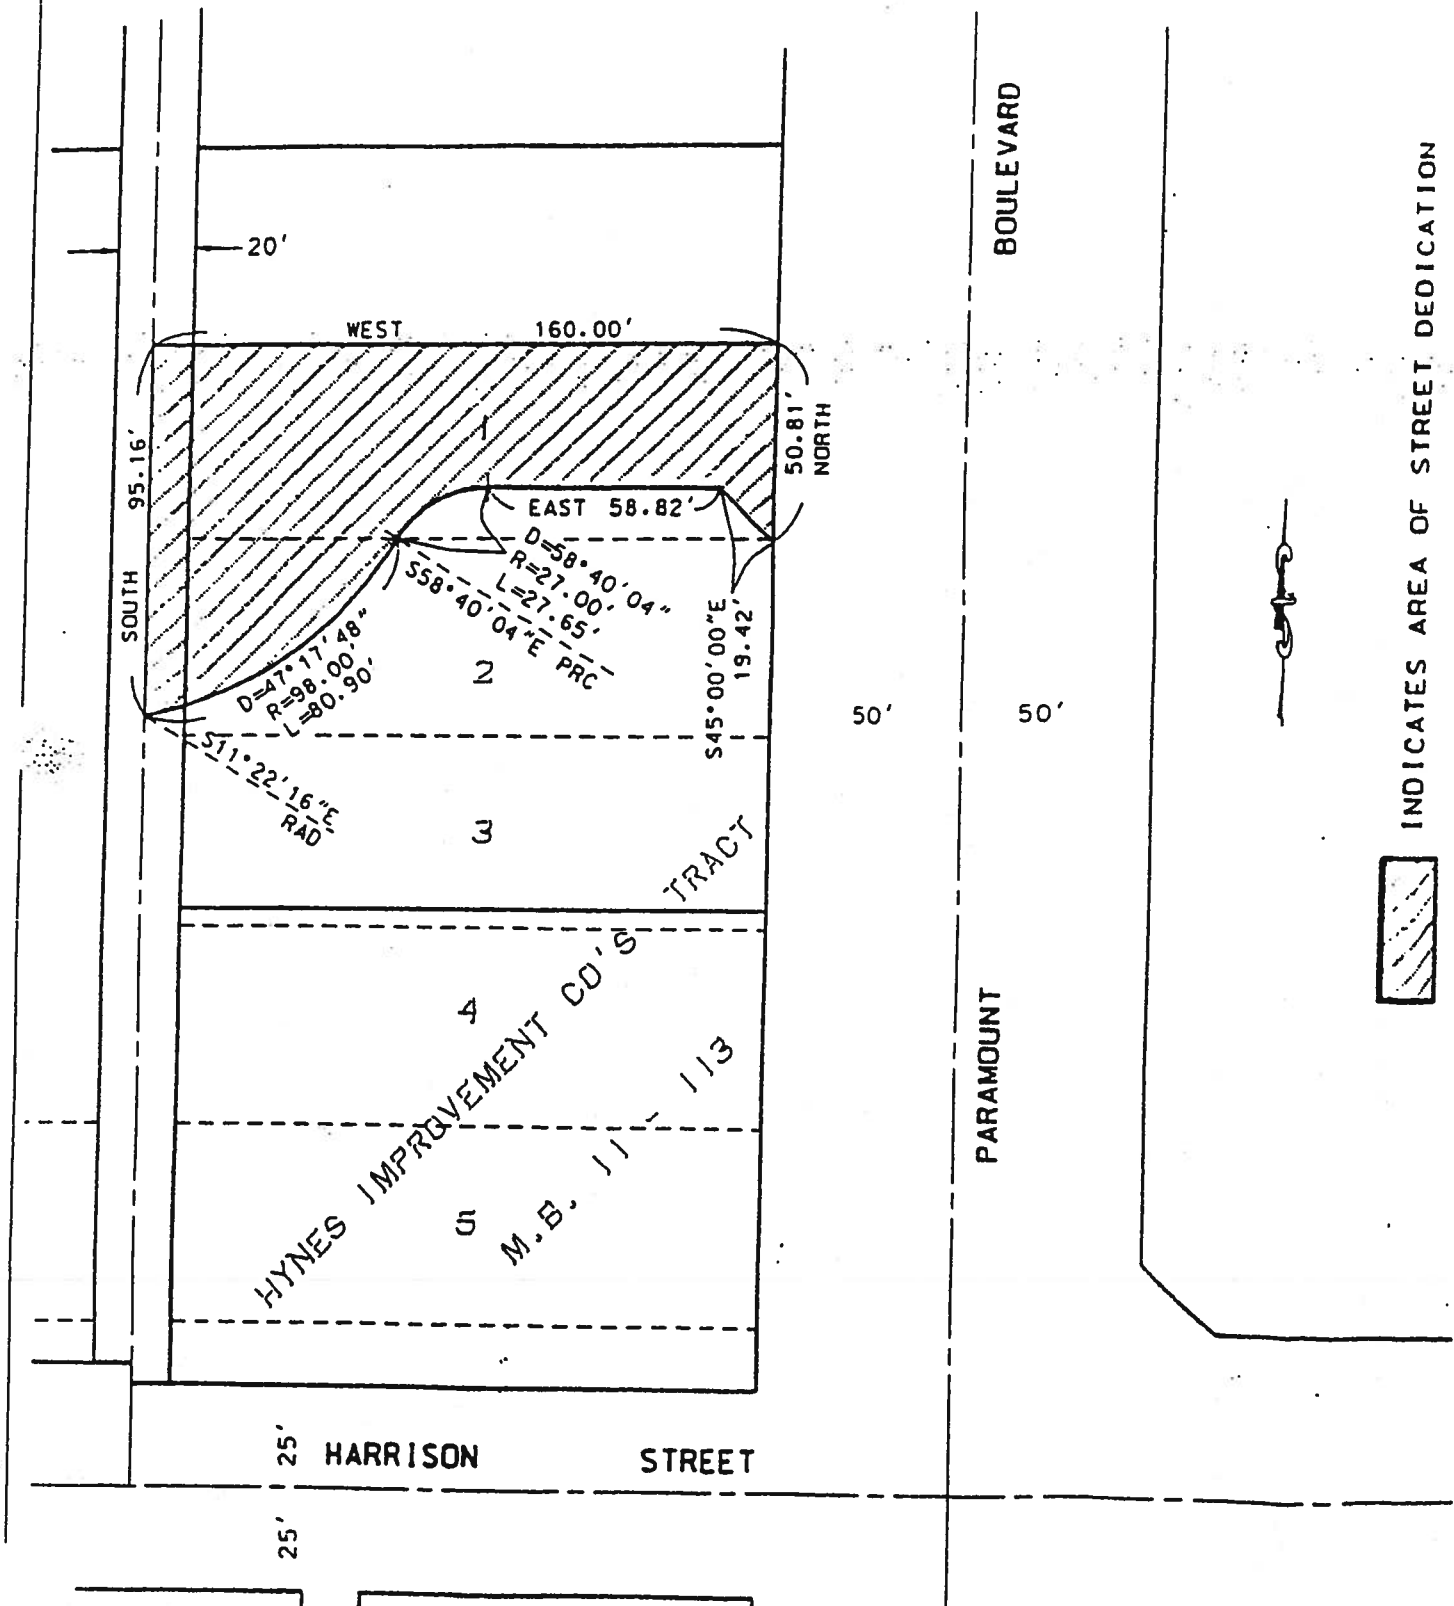 BOULEVARD
20'
WEST 160.00'
INDICATES AREA OF STREET DEDICATION
95.16'
SOUTH
1
50.81'
NORTH
EAST 58.82'
D=58°40'04"
R=27.00'
L=27.65'
S58°40'04"E PRC
S45°00'00"E
19.42'
D=47°17'48"
R=98.00'
L=80.90'
2
S11°22'16"E
RAD
50' 50'
3
HYNES IMPROVEMENT CO'S TRACT
4
M.B. 11 - 113
5
PARAMOUNT
25'
HARRISON STREET
25'